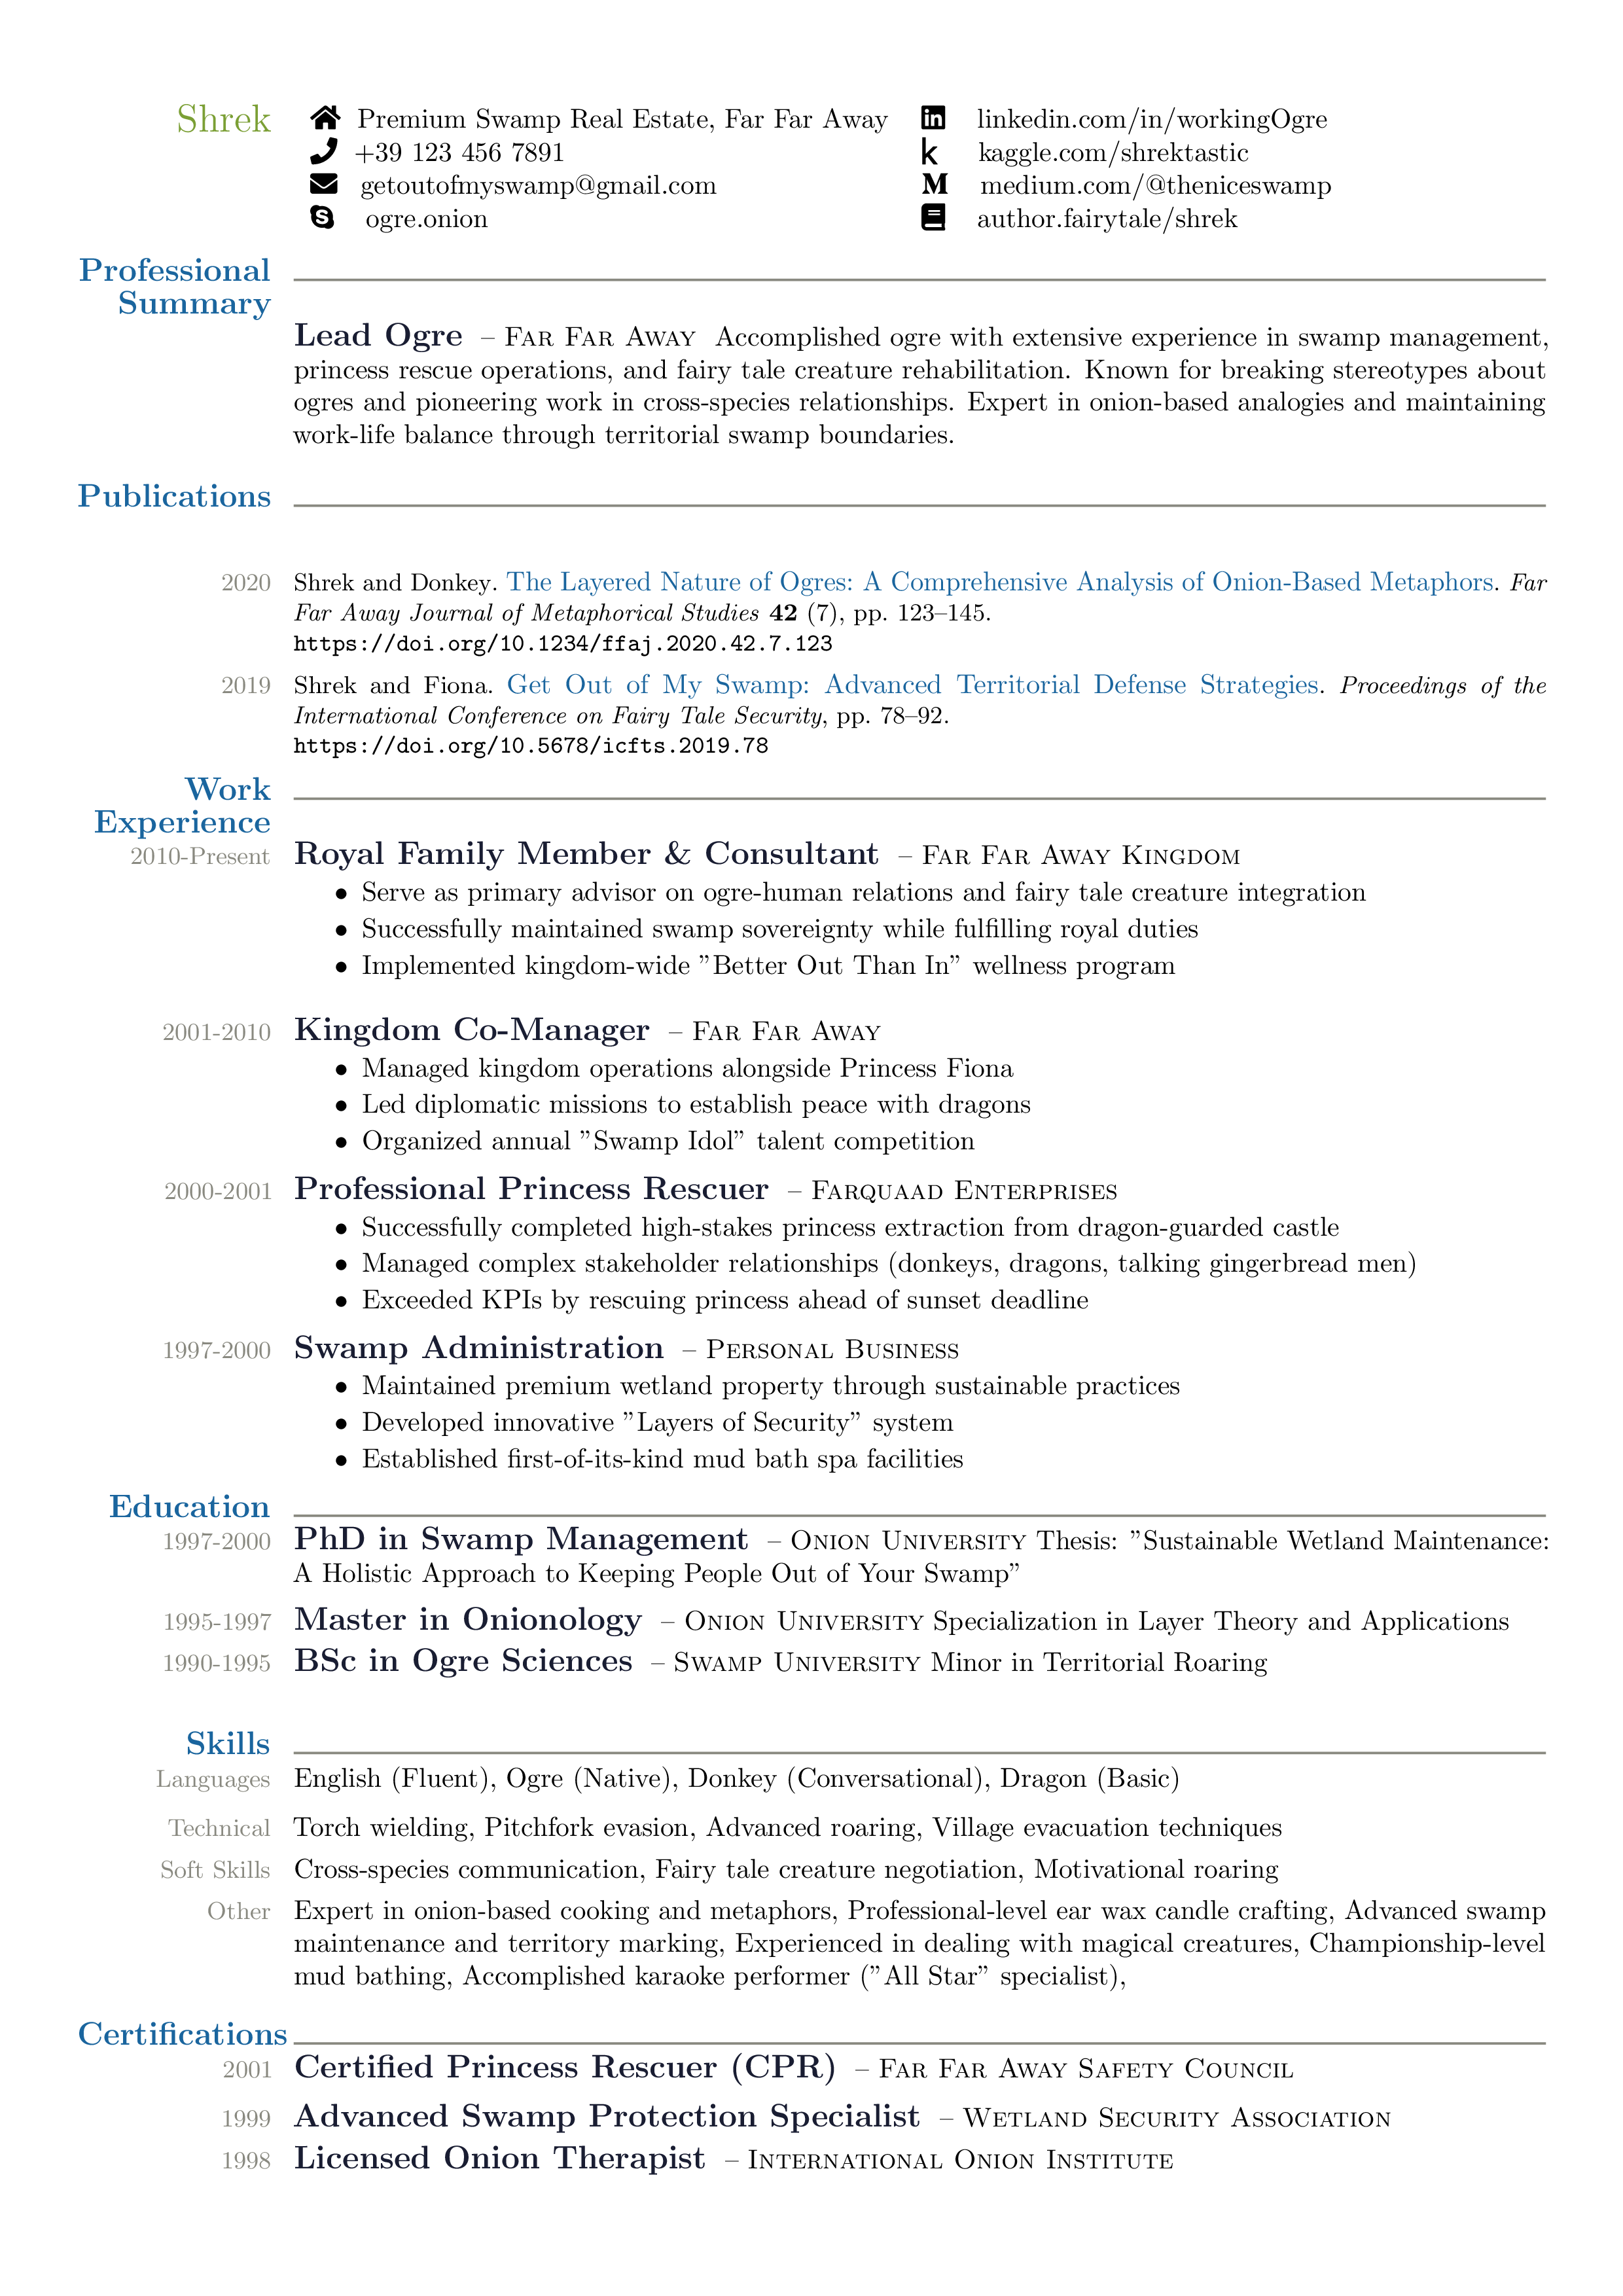 Shrek
Premium Swamp Real Estate, Far Far Away
+39 123 456 7891
getoutofmyswamp@gmail.com
ogre.onion
linkedin.com/in/workingOgre
k kaggle.com/shrektastic
M medium.com/@theniceswamp
author.fairytale/shrek
Professional
Summary
Lead Ogre – Far Far Away Accomplished ogre with extensive experience in swamp management,
princess rescue operations, and fairy tale creature rehabilitation. Known for breaking stereotypes about
ogres and pioneering work in cross-species relationships. Expert in onion-based analogies and maintaining
work-life balance through territorial swamp boundaries.
Publications
2020 Shrek and Donkey. The Layered Nature of Ogres: A Comprehensive Analysis of Onion-Based Metaphors. Far
Far Away Journal of Metaphorical Studies 42 (7), pp. 123–145.
https://doi.org/10.1234/ffaj.2020.42.7.123
2019 Shrek and Fiona. Get Out of My Swamp: Advanced Territorial Defense Strategies. Proceedings of the
International Conference on Fairy Tale Security, pp. 78–92.
https://doi.org/10.5678/icfts.2019.78
Work
Experience
2010-Present Royal Family Member & Consultant – Far Far Away Kingdom
• Serve as primary advisor on ogre-human relations and fairy tale creature integration
• Successfully maintained swamp sovereignty while fulfilling royal duties
• Implemented kingdom-wide ”Better Out Than In” wellness program
2001-2010 Kingdom Co-Manager – Far Far Away
• Managed kingdom operations alongside Princess Fiona
• Led diplomatic missions to establish peace with dragons
• Organized annual ”Swamp Idol” talent competition
2000-2001 Professional Princess Rescuer – Farquaad Enterprises
• Successfully completed high-stakes princess extraction from dragon-guarded castle
• Managed complex stakeholder relationships (donkeys, dragons, talking gingerbread men)
• Exceeded KPIs by rescuing princess ahead of sunset deadline
1997-2000 Swamp Administration – Personal Business
• Maintained premium wetland property through sustainable practices
• Developed innovative ”Layers of Security” system
• Established first-of-its-kind mud bath spa facilities
Education
1997-2000 PhD in Swamp Management – Onion University Thesis: ”Sustainable Wetland Maintenance:
A Holistic Approach to Keeping People Out of Your Swamp”
1995-1997 Master in Onionology – Onion University Specialization in Layer Theory and Applications
1990-1995 BSc in Ogre Sciences – Swamp University Minor in Territorial Roaring
Skills
Languages English (Fluent), Ogre (Native), Donkey (Conversational), Dragon (Basic)
Technical Torch wielding, Pitchfork evasion, Advanced roaring, Village evacuation techniques
Soft Skills Cross-species communication, Fairy tale creature negotiation, Motivational roaring
Other Expert in onion-based cooking and metaphors, Professional-level ear wax candle crafting, Advanced swamp
maintenance and territory marking, Experienced in dealing with magical creatures, Championship-level
mud bathing, Accomplished karaoke performer (”All Star” specialist),
Certifications
2001 Certified Princess Rescuer (CPR) – Far Far Away Safety Council
1999 Advanced Swamp Protection Specialist – Wetland Security Association
1998 Licensed Onion Therapist – International Onion Institute